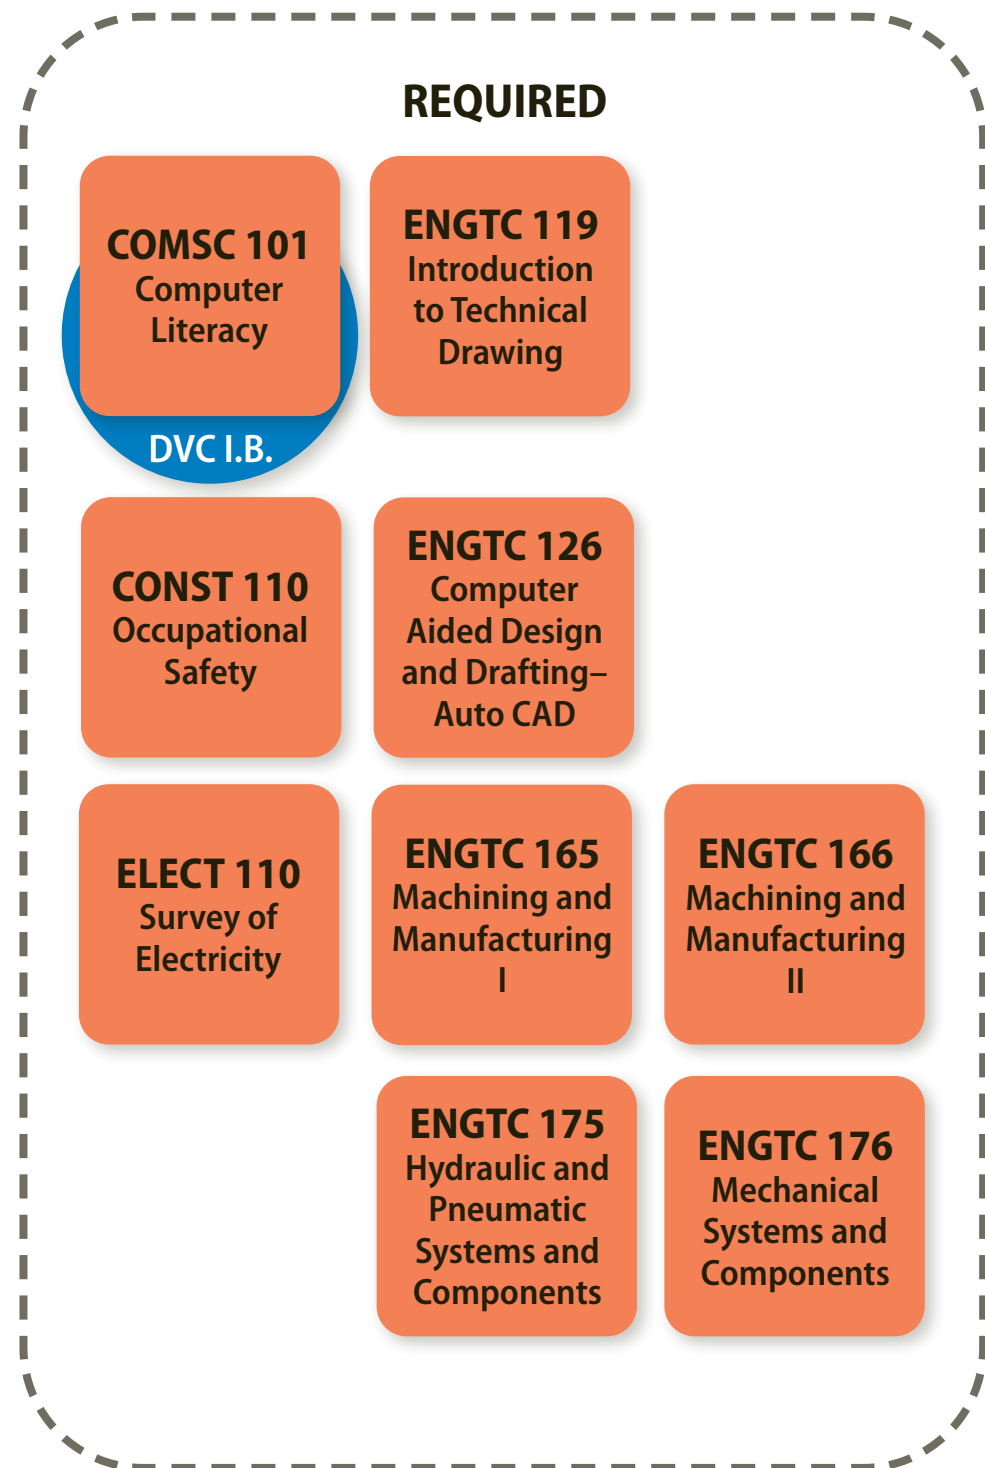 REQUIRED
COMSC 101
Computer
Literacy
DVC I.B.
ENGTC 119
Introduction
to Technical
Drawing
CONST 110
Occupational
Safety
ENGTC 126
Computer
Aided Design
and Drafting–
Auto CAD
ELECT 110
Survey of
Electricity
ENGTC 165
Machining and
Manufacturing
I
ENGTC 166
Machining and
Manufacturing
II
ENGTC 175
Hydraulic and
Pneumatic
Systems and
Components
ENGTC 176
Mechanical
Systems and
Components